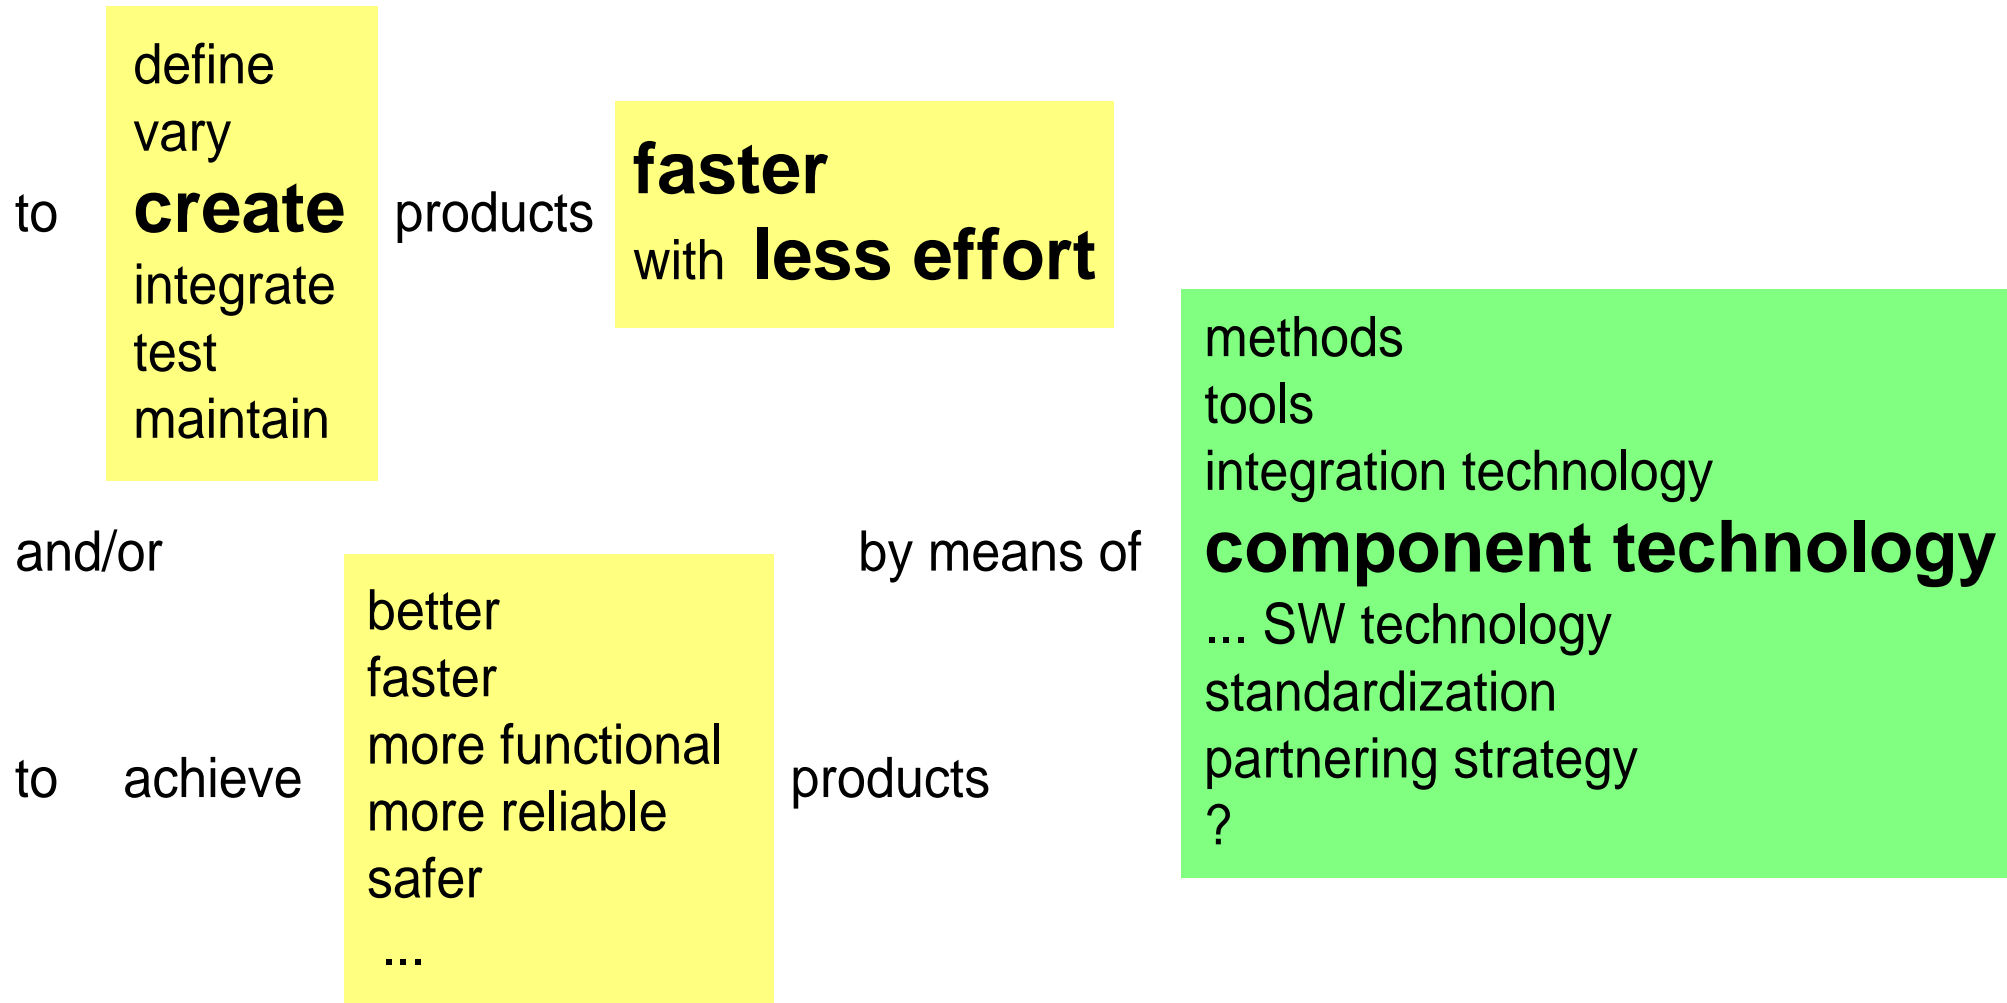 to
define
vary
create
integrate
test
maintain
products
faster
with less effort
and/or
to achieve
better
faster
more functional
more reliable
safer
...
products
by means of
methods
tools
integration technology
component technology
... SW technology
standardization
partnering strategy
?